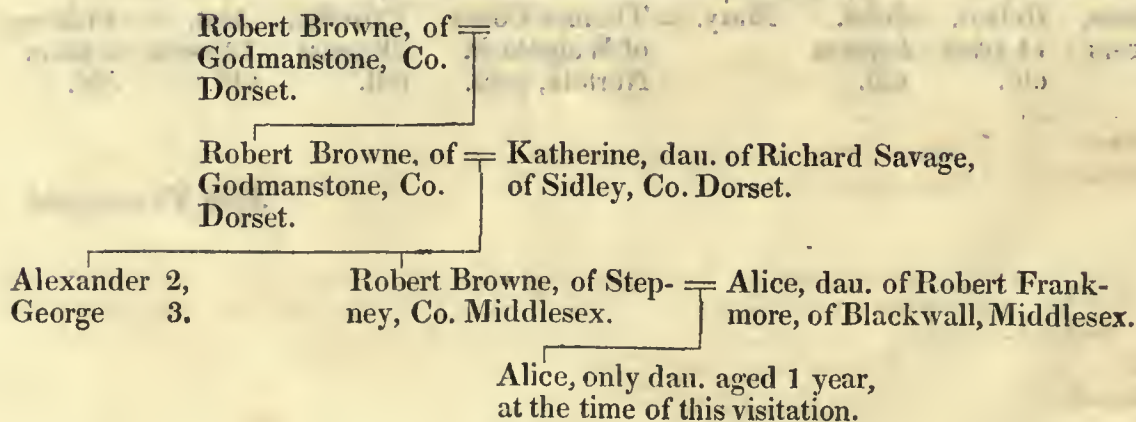 Robert Browne, of =
Godmanstone, Co.
Dorset.
Robert Browne, of = Katherine, dau. of Richard Savage,
Godmanstone, Co. of Sidley, Co. Dorset.
Dorset.
Alexander 2, Robert Browne, of Step- = Alice, dau. of Robert Frank-
George 3. ney, Co. Middlesex. more, of Blackwall, Middlesex.
Alice, only dau. aged 1 year,
at the time of this visitation.